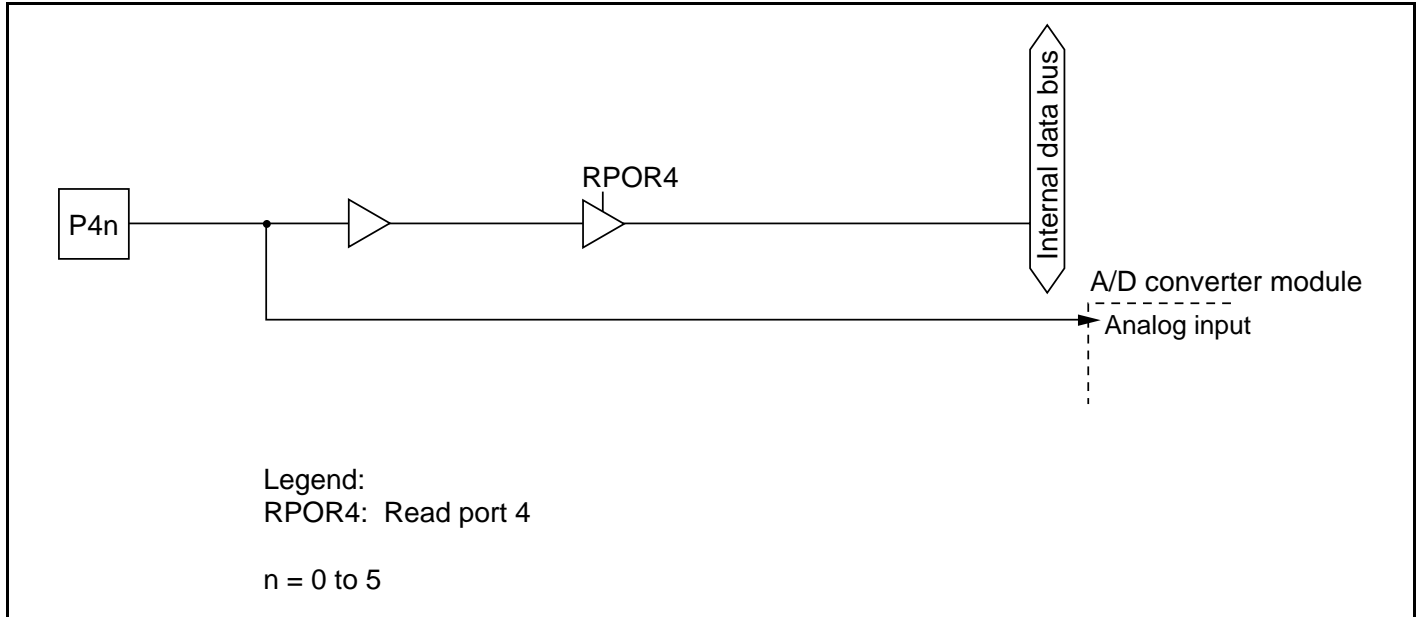 Internal data bus
RPOR4
P4n
A/D converter module
Analog input
Legend:
RPOR4: Read port 4
n = 0 to 5